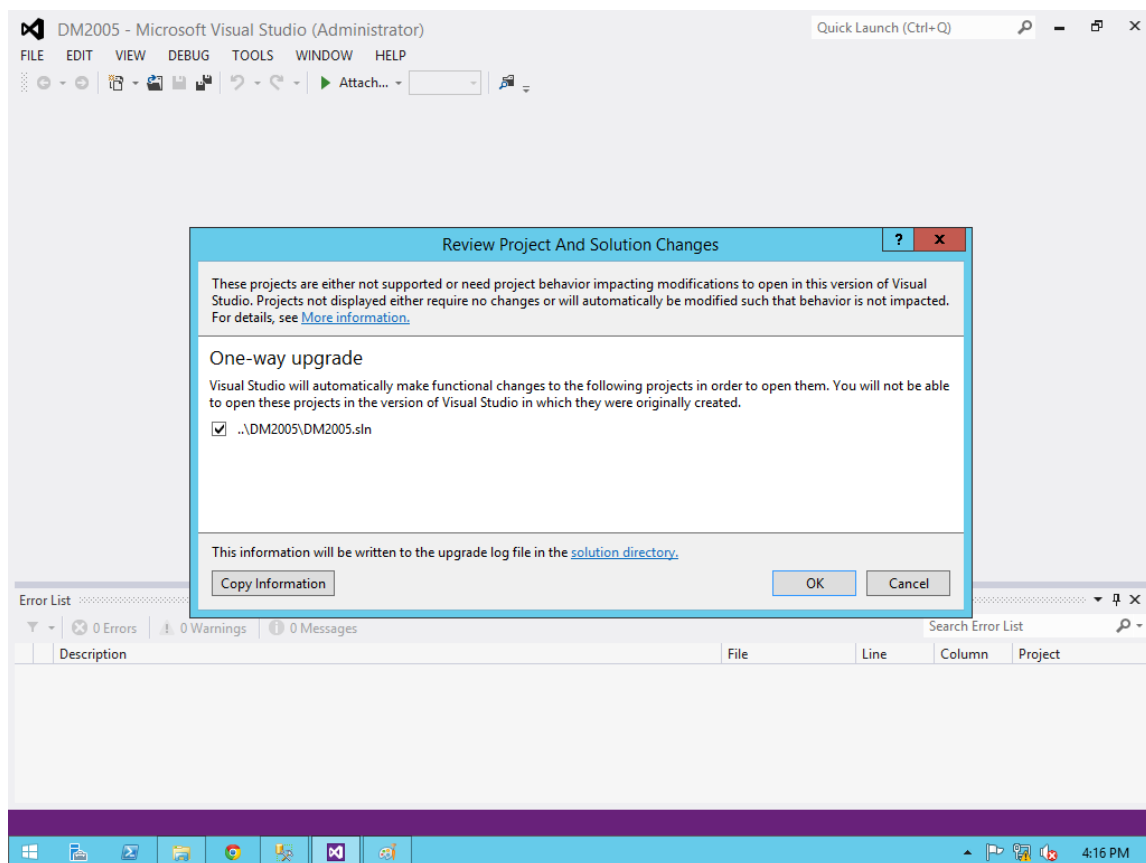 DM2005 - Microsoft Visual Studio (Administrator)
Quick Launch (Ctrl+Q)
FILE EDIT VIEW DEBUG TOOLS WINDOW HELP
Attach...
Review Project And Solution Changes
?
x
These projects are either not supported or need project behavior impacting modifications to open in this version of Visual
Studio. Projects not displayed either require no changes or will automatically be modified such that behavior is not impacted.
For details, see More information.
One-way upgrade
Visual Studio will automatically make functional changes to the following projects in order to open them. You will not be able
to open these projects in the version of Visual Studio in which they were originally created.
..\DM2005\DM2005.sln
This information will be written to the upgrade log file in the solution directory.
Copy Information
OK
Cancel
Error List
0 Errors
0 Warnings
0 Messages
Search Error List
Description
File
Line
Column
Project
4:16 PM